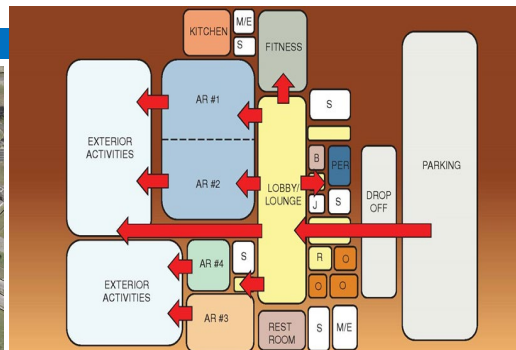 KITCHEN
M/E
S
FITNESS
AR #1
S
EXTERIOR
ACTIVITIES
B
PER
LOBBY/
LOUNGE
PARKING
AR #2
DROP
OFF
J
S
AR #4
S
R
O
EXTERIOR
ACTIVITIES
O
O
AR #3
REST
ROOM
S
M/E